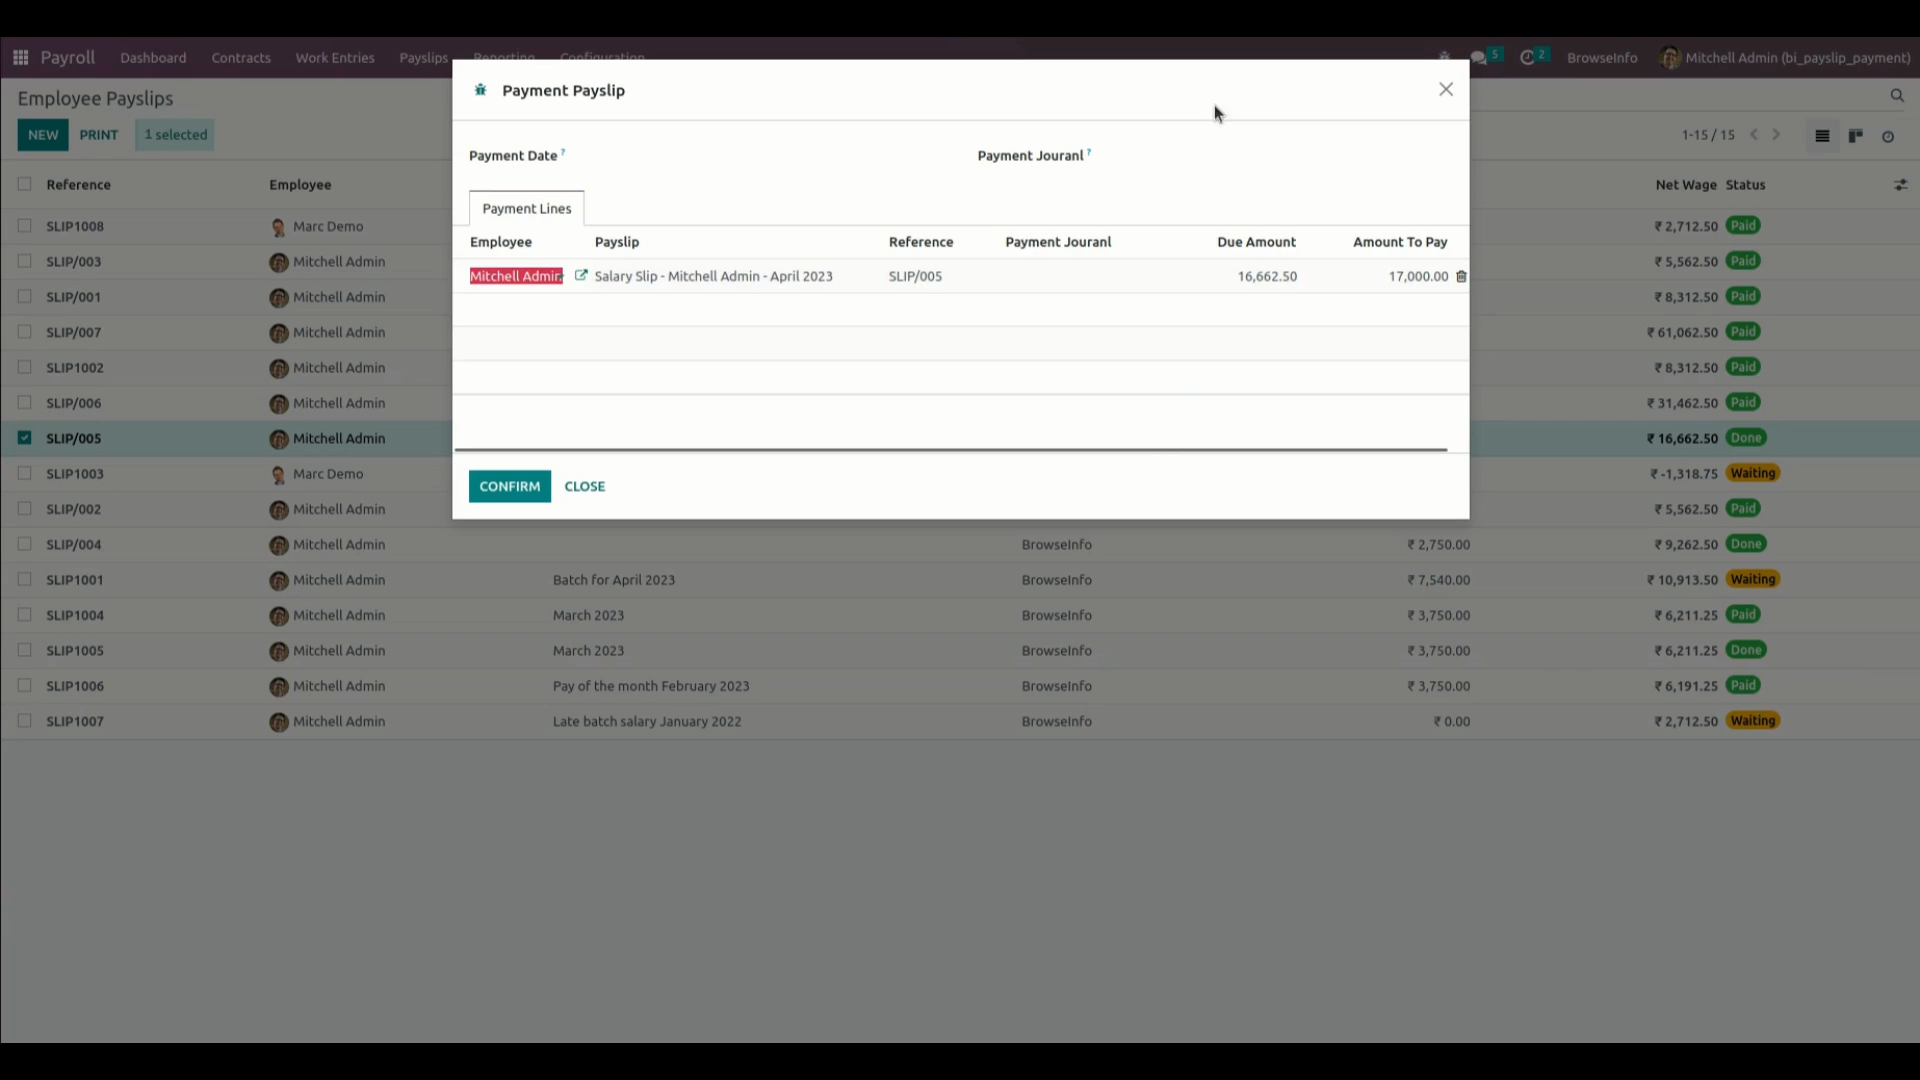 Payroll Dashboard Contracts Work Entries Payslips Reporting Configuration 5 2 BrowseInfo Mitchell Admin (bi_payslip_payment)
Employee Payslips
NEW PRINT 1 selected 1-15 / 15
Payment Payslip
Payment Date ? Payment Jouranl ?
Payment Lines
Employee Payslip Reference Payment Jouranl Due Amount Amount To Pay
Mitchell Admin Salary Slip - Mitchell Admin - April 2023 SLIP/005 16,662.50 17,000.00
CONFIRM CLOSE
Reference Employee Net Wage Status
SLIP1008 Marc Demo ₹ 2,712.50 Paid
SLIP/003 Mitchell Admin ₹ 5,562.50 Paid
SLIP/001 Mitchell Admin ₹ 8,312.50 Paid
SLIP/007 Mitchell Admin ₹ 61,062.50 Paid
SLIP1002 Mitchell Admin ₹ 8,312.50 Paid
SLIP/006 Mitchell Admin ₹ 31,462.50 Paid
SLIP/005 Mitchell Admin ₹ 16,662.50 Done
SLIP1003 Marc Demo ₹ -1,318.75 Waiting
SLIP/002 Mitchell Admin ₹ 5,562.50 Paid
SLIP/004 Mitchell Admin BrowseInfo ₹ 2,750.00 ₹ 9,262.50 Done
SLIP1001 Mitchell Admin Batch for April 2023 BrowseInfo ₹ 7,540.00 ₹ 10,913.50 Waiting
SLIP1004 Mitchell Admin March 2023 BrowseInfo ₹ 3,750.00 ₹ 6,211.25 Paid
SLIP1005 Mitchell Admin March 2023 BrowseInfo ₹ 3,750.00 ₹ 6,211.25 Done
SLIP1006 Mitchell Admin Pay of the month February 2023 BrowseInfo ₹ 3,750.00 ₹ 6,191.25 Paid
SLIP1007 Mitchell Admin Late batch salary January 2022 BrowseInfo ₹ 0.00 ₹ 2,712.50 Waiting